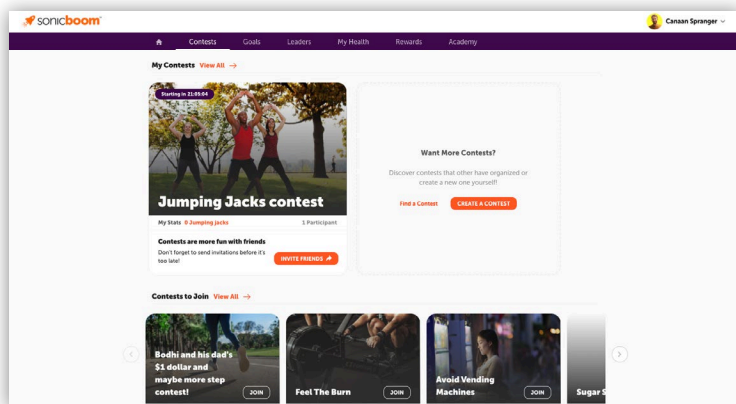 sonicboom
Canaan Spranger
Contests Goals Leaders My Health Rewards Academy
My Contests View All →
Starting in 21:05:04
Jumping Jacks contest
My Stats 0 Jumping jacks 1 Participant
Contests are more fun with friends
Don't forget to send invitations before it's
too late!
INVITE FRIENDS
Want More Contests?
Discover contests that other have organized or
create a new one yourself!
Find a Contest CREATE A CONTEST
Contests to Join View All →
Bodhi and his dad's
$1 dollar and
maybe more step
contest!
JOIN
Feel The Burn
JOIN
Avoid Vending
Machines
JOIN
Sugar S